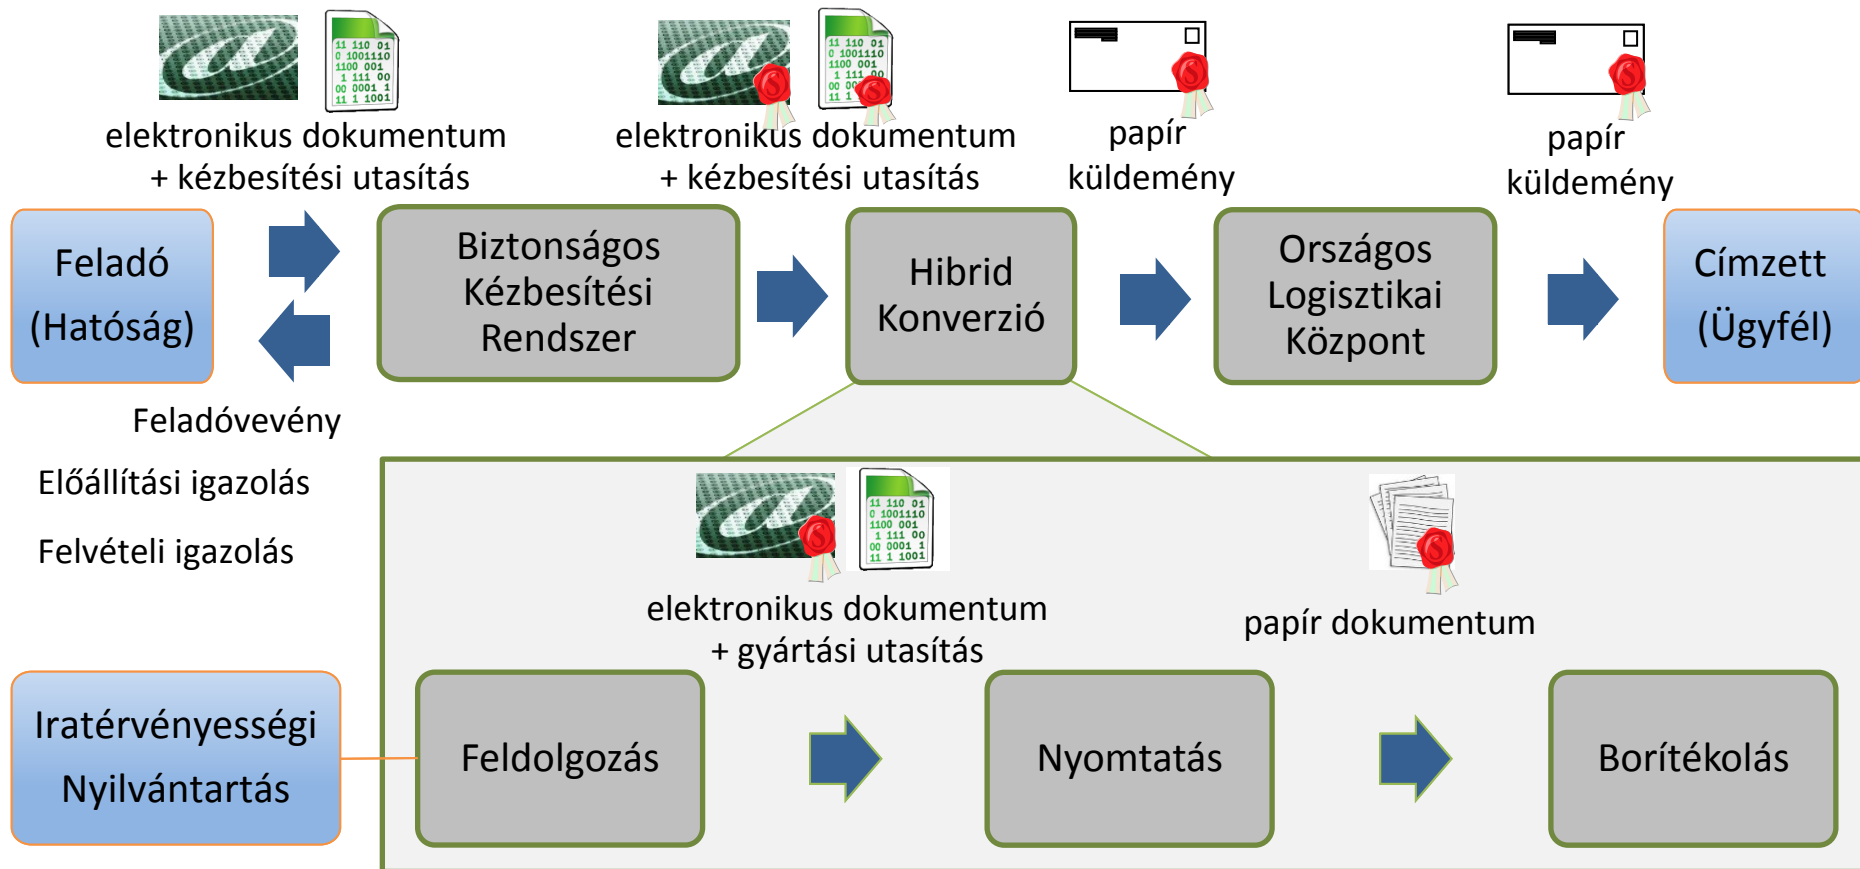 elektronikus dokumentum
+ kézbesítési utasítás
elektronikus dokumentum
+ kézbesítési utasítás
papír
küldemény
papír
küldemény
Feladó
(Hatóság)
Biztonságos
Kézbesítési
Rendszer
Hibrid
Konverzió
Országos
Logisztikai
Központ
Címzett
(Ügyfél)
Feladóvevény
Előállítási igazolás
Felvételi igazolás
elektronikus dokumentum
+ gyártási utasítás
papír dokumentum
Iratérvényességi
Nyilvántartás
Feldolgozás
Nyomtatás
Borítékolás